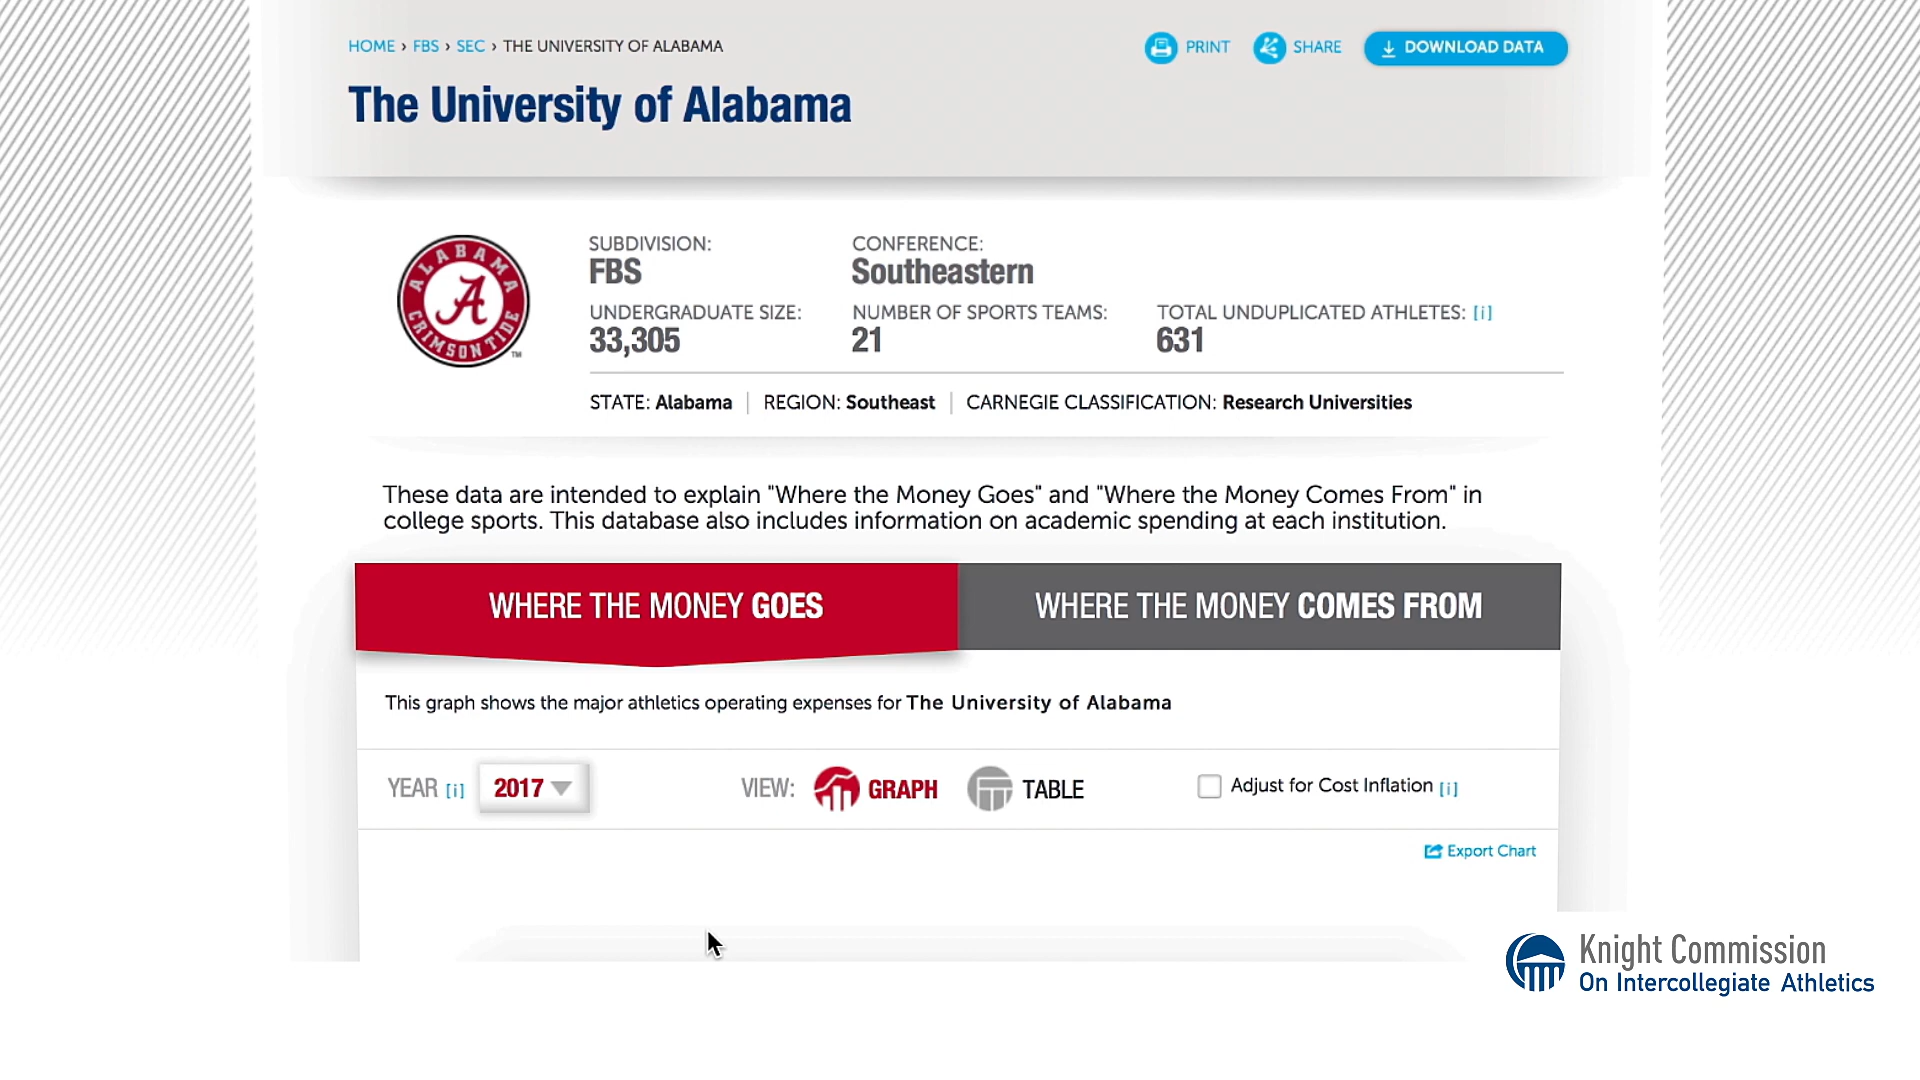 HOME › FBS › SEC › THE UNIVERSITY OF ALABAMA
PRINT
SHARE
DOWNLOAD DATA
The University of Alabama
ALABAMA
A
CRIMSON TIDE
TM
SUBDIVISION:
FBS
CONFERENCE:
Southeastern
UNDERGRADUATE SIZE:
33,305
NUMBER OF SPORTS TEAMS:
21
TOTAL UNDUPLICATED ATHLETES: [i]
631
STATE: Alabama | REGION: Southeast | CARNEGIE CLASSIFICATION: Research Universities
These data are intended to explain "Where the Money Goes" and "Where the Money Comes From" in
college sports. This database also includes information on academic spending at each institution.
WHERE THE MONEY GOES
WHERE THE MONEY COMES FROM
This graph shows the major athletics operating expenses for The University of Alabama
YEAR [i] 2017
VIEW: GRAPH TABLE
Adjust for Cost Inflation [i]
Export Chart
Knight Commission
On Intercollegiate Athletics